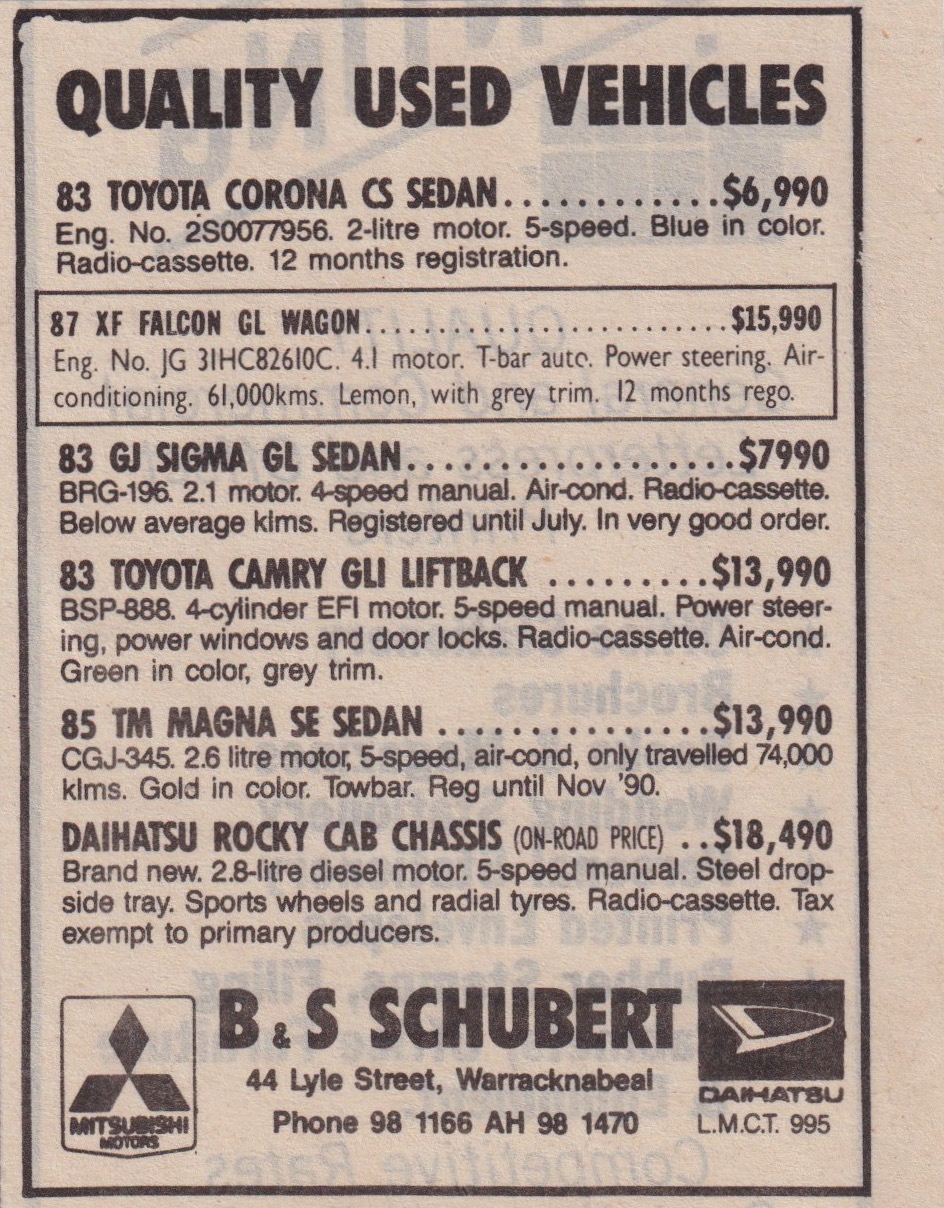 QUALITY USED VEHICLES
83 TOYOTA CORONA CS SEDAN.............$6,990
Eng. No. 2S0077956. 2-litre motor. 5-speed. Blue in color.
Radio-cassette. 12 months registration.
87 XF FALCON GL WAGON............................$15,990
Eng. No. JG 31HC82610C. 4.1 motor. T-bar auto. Power steering. Air-
conditioning. 61,000kms. Lemon, with grey trim. 12 months rego.
83 GJ SIGMA GL SEDAN....................$7990
BRG-196. 2.1 motor. 4-speed manual. Air-cond. Radio-cassette.
Below average klms. Registered until July. In very good order.
83 TOYOTA CAMRY GLI LIFTBACK .........$13,990
BSP-888. 4-cylinder EFI motor. 5-speed manual. Power steer-
ing, power windows and door locks. Radio-cassette. Air-cond.
Green in color, grey trim.
85 TM MAGNA SE SEDAN ................$13,990
CGJ-345. 2.6 litre motor, 5-speed, air-cond, only travelled 74,000
klms. Gold in color. Towbar. Reg until Nov '90.
DAIHATSU ROCKY CAB CHASSIS (ON-ROAD PRICE) ..$18,490
Brand new. 2.8-litre diesel motor. 5-speed manual. Steel drop-
side tray. Sports wheels and radial tyres. Radio-cassette. Tax
exempt to primary producers.
B & S SCHUBERT
44 Lyle Street, Warracknabeal
Phone 98 1166 AH 98 1470
MITSUBISHI
MOTORS
DAIHATSU
L.M.C.T. 995